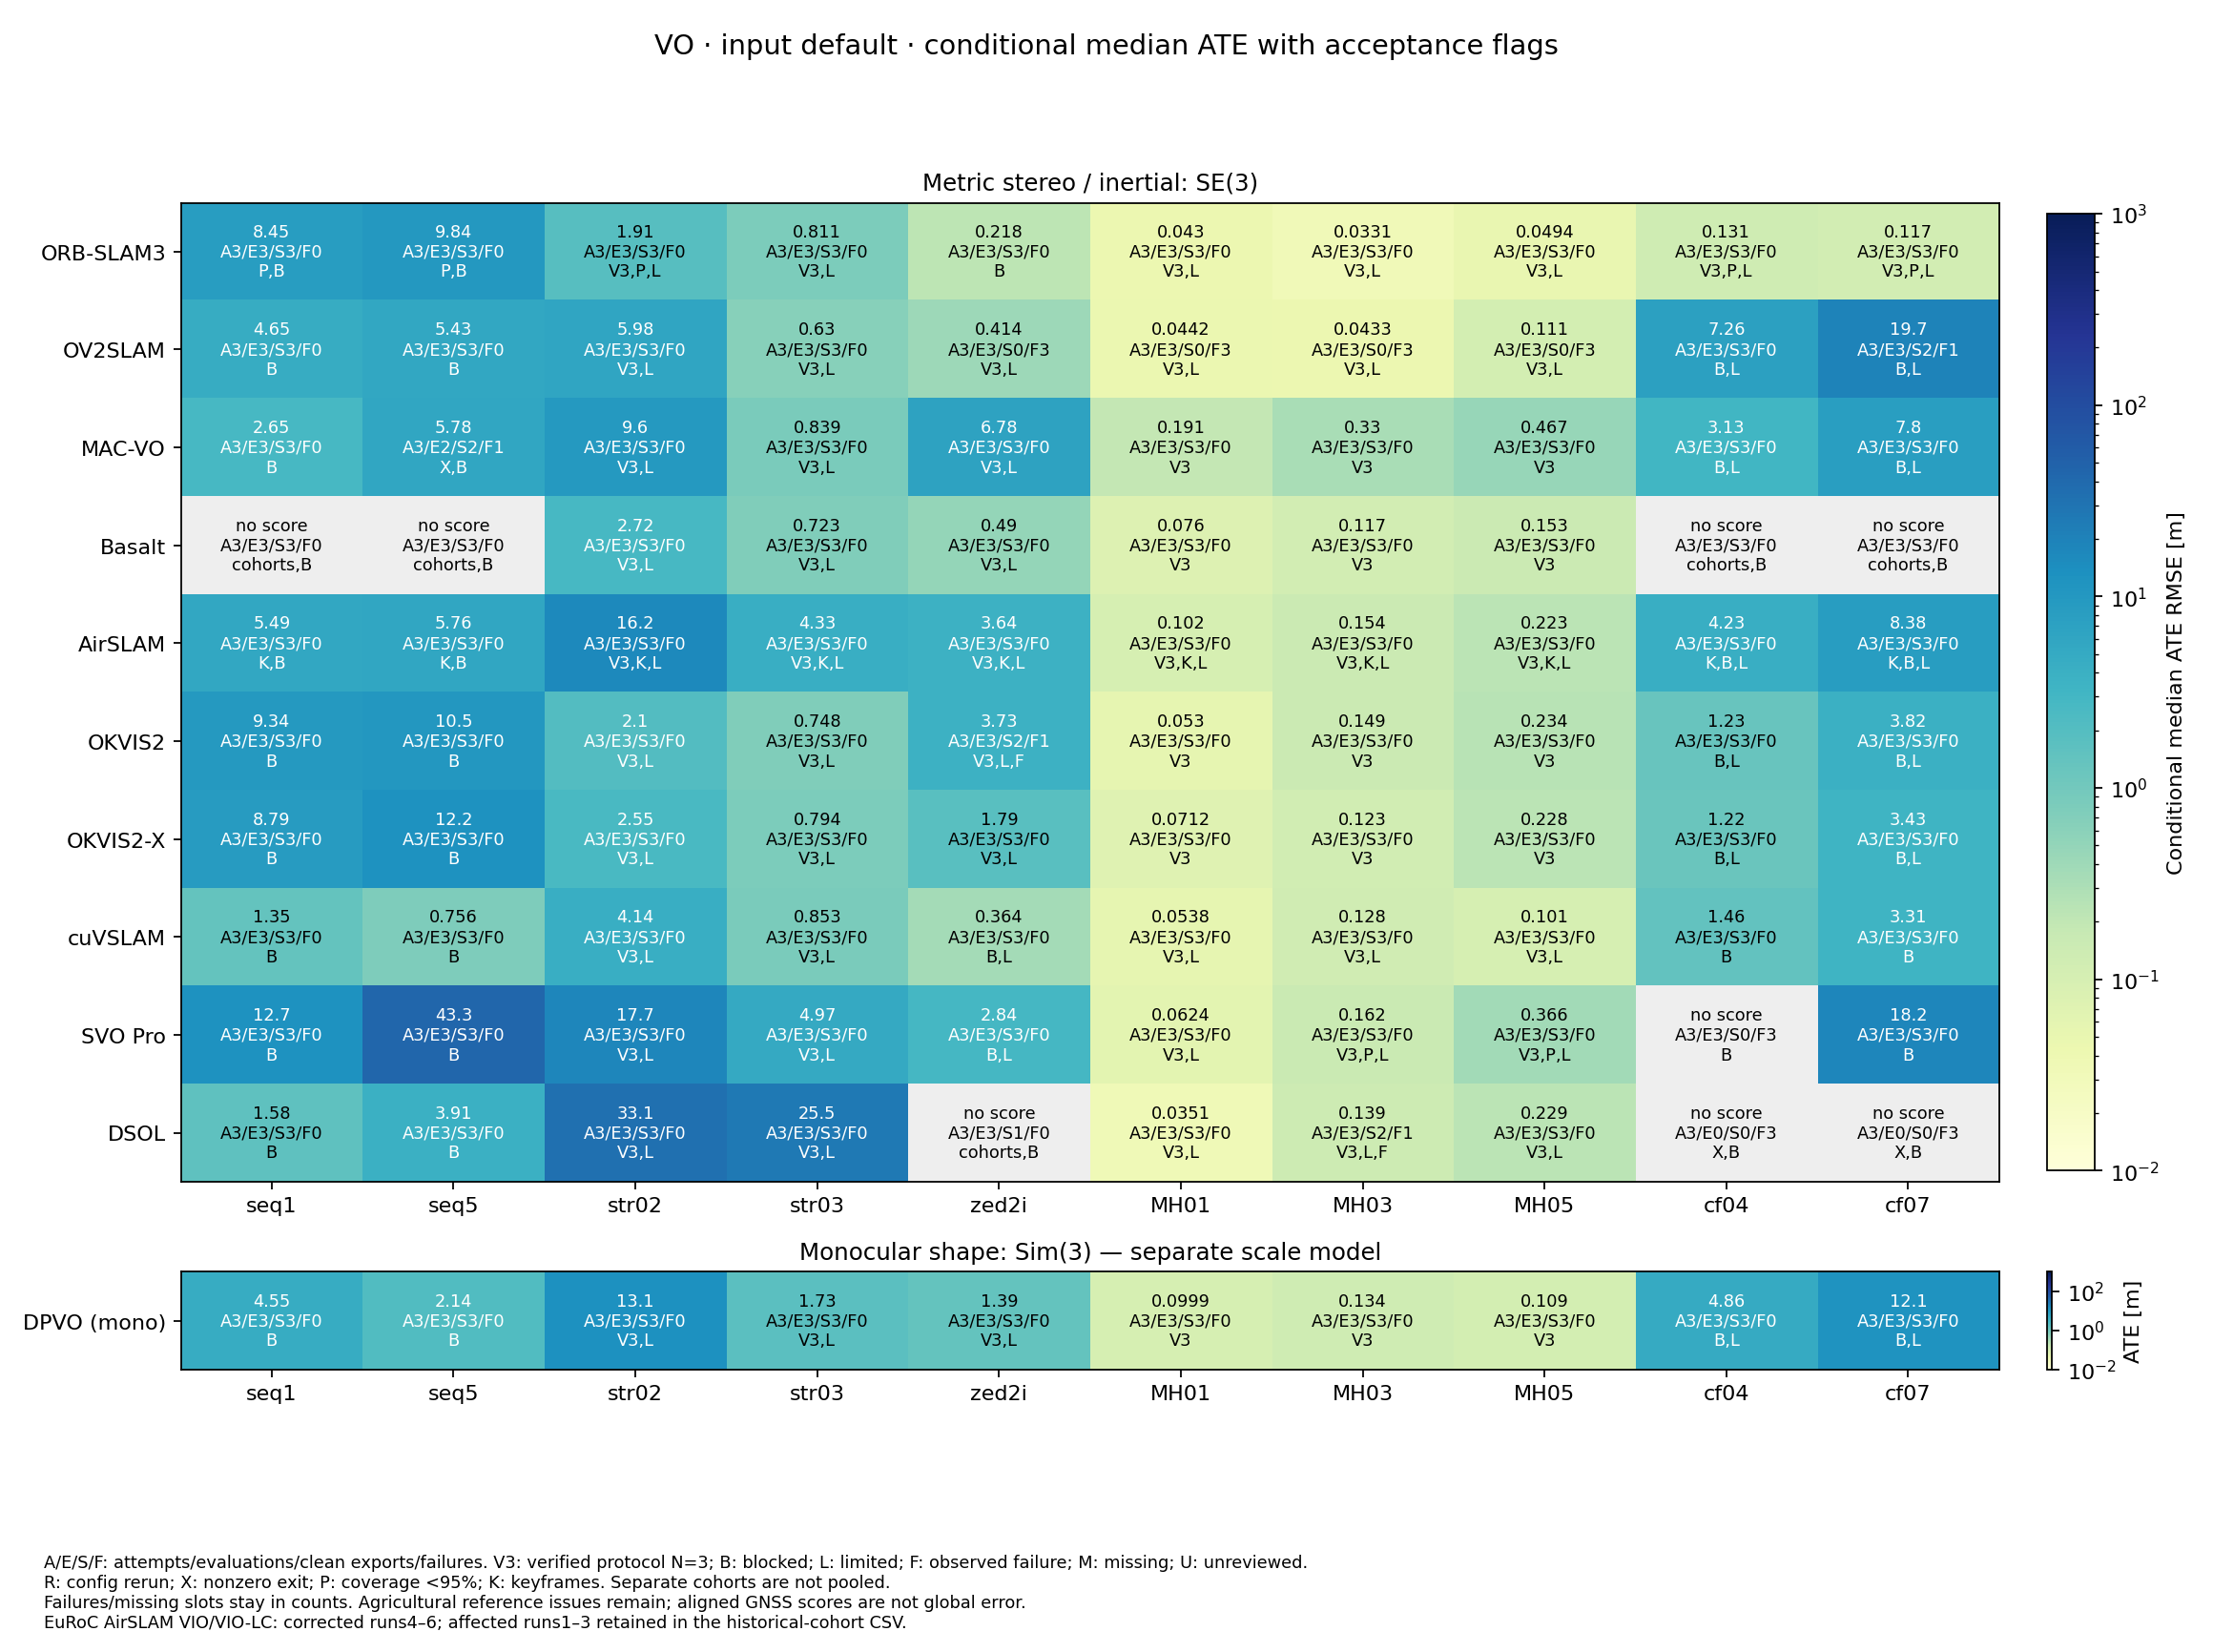 VO · input default · conditional median ATE with acceptance flags
Metric stereo / inertial: SE(3)
ORB-SLAM3
8.45 9.84 1.91 0.811 0.218 0.043 0.0331 0.0494 0.131 0.117
A3/E3/S3/F0 A3/E3/S3/F0 A3/E3/S3/F0 A3/E3/S3/F0 A3/E3/S3/F0 A3/E3/S3/F0 A3/E3/S3/F0 A3/E3/S3/F0 A3/E3/S3/F0 A3/E3/S3/F0
P,B P,B V3,P,L V3,L B V3,L V3,L V3,L V3,P,L V3,P,L
OV2SLAM
4.65 5.43 5.98 0.63 0.414 0.0442 0.0433 0.111 7.26 19.7
A3/E3/S3/F0 A3/E3/S3/F0 A3/E3/S3/F0 A3/E3/S3/F0 A3/E3/S0/F3 A3/E3/S0/F3 A3/E3/S0/F3 A3/E3/S0/F3 A3/E3/S3/F0 A3/E3/S2/F1
B B V3,L V3,L V3,L V3,L V3,L V3,L B,L B,L
MAC-VO
2.65 5.78 9.6 0.839 6.78 0.191 0.33 0.467 3.13 7.8
A3/E3/S3/F0 A3/E2/S2/F1 A3/E3/S3/F0 A3/E3/S3/F0 A3/E3/S3/F0 A3/E3/S3/F0 A3/E3/S3/F0 A3/E3/S3/F0 A3/E3/S3/F0 A3/E3/S3/F0
B X,B V3,L V3,L V3,L V3 V3 V3 B,L B,L
Basalt
no score no score 2.72 0.723 0.49 0.076 0.117 0.153 no score no score
A3/E3/S3/F0 A3/E3/S3/F0 A3/E3/S3/F0 A3/E3/S3/F0 A3/E3/S3/F0 A3/E3/S3/F0 A3/E3/S3/F0 A3/E3/S3/F0 A3/E3/S3/F0 A3/E3/S3/F0
cohorts,B cohorts,B V3,L V3,L V3,L V3 V3 V3 cohorts,B cohorts,B
AirSLAM
5.49 5.76 16.2 4.33 3.64 0.102 0.154 0.223 4.23 8.38
A3/E3/S3/F0 A3/E3/S3/F0 A3/E3/S3/F0 A3/E3/S3/F0 A3/E3/S3/F0 A3/E3/S3/F0 A3/E3/S3/F0 A3/E3/S3/F0 A3/E3/S3/F0 A3/E3/S3/F0
K,B K,B V3,K,L V3,K,L V3,K,L V3,K,L V3,K,L V3,K,L K,B,L K,B,L
OKVIS2
9.34 10.5 2.1 0.748 3.73 0.053 0.149 0.234 1.23 3.82
A3/E3/S3/F0 A3/E3/S3/F0 A3/E3/S3/F0 A3/E3/S3/F0 A3/E3/S2/F1 A3/E3/S3/F0 A3/E3/S3/F0 A3/E3/S3/F0 A3/E3/S3/F0 A3/E3/S3/F0
B B V3,L V3,L V3,L,F V3 V3 V3 B,L B,L
OKVIS2-X
8.79 12.2 2.55 0.794 1.79 0.0712 0.123 0.228 1.22 3.43
A3/E3/S3/F0 A3/E3/S3/F0 A3/E3/S3/F0 A3/E3/S3/F0 A3/E3/S3/F0 A3/E3/S3/F0 A3/E3/S3/F0 A3/E3/S3/F0 A3/E3/S3/F0 A3/E3/S3/F0
B B V3,L V3,L V3,L V3 V3 V3 B,L B,L
cuVSLAM
1.35 0.756 4.14 0.853 0.364 0.0538 0.128 0.101 1.46 3.31
A3/E3/S3/F0 A3/E3/S3/F0 A3/E3/S3/F0 A3/E3/S3/F0 A3/E3/S3/F0 A3/E3/S3/F0 A3/E3/S3/F0 A3/E3/S3/F0 A3/E3/S3/F0 A3/E3/S3/F0
B B V3,L V3,L B,L V3,L V3,L V3,L B B
SVO Pro
12.7 43.3 17.7 4.97 2.84 0.0624 0.162 0.366 no score 18.2
A3/E3/S3/F0 A3/E3/S3/F0 A3/E3/S3/F0 A3/E3/S3/F0 A3/E3/S3/F0 A3/E3/S3/F0 A3/E3/S3/F0 A3/E3/S3/F0 A3/E3/S0/F3 A3/E3/S3/F0
B B V3,L V3,L B,L V3,L V3,P,L V3,P,L B B
DSOL
1.58 3.91 33.1 25.5 no score 0.0351 0.139 0.229 no score no score
A3/E3/S3/F0 A3/E3/S3/F0 A3/E3/S3/F0 A3/E3/S3/F0 A3/E3/S1/F0 A3/E3/S3/F0 A3/E3/S2/F1 A3/E3/S3/F0 A3/E0/S0/F3 A3/E0/S0/F3
B B V3,L V3,L cohorts,B V3,L V3,L,F V3,L X,B X,B
seq1 seq5 str02 str03 zed2i MH01 MH03 MH05 cf04 cf07
10³
10²
10¹
10⁰
10⁻¹
10⁻²
Conditional median ATE RMSE [m]
Monocular shape: Sim(3) — separate scale model
DPVO (mono)
4.55 2.14 13.1 1.73 1.39 0.0999 0.134 0.109 4.86 12.1
A3/E3/S3/F0 A3/E3/S3/F0 A3/E3/S3/F0 A3/E3/S3/F0 A3/E3/S3/F0 A3/E3/S3/F0 A3/E3/S3/F0 A3/E3/S3/F0 A3/E3/S3/F0 A3/E3/S3/F0
B B V3,L V3,L V3,L V3 V3 V3 B,L B,L
seq1 seq5 str02 str03 zed2i MH01 MH03 MH05 cf04 cf07
10²
10⁰
10⁻²
ATE [m]
A/E/S/F: attempts/evaluations/clean exports/failures. V3: verified protocol N=3; B: blocked; L: limited; F: observed failure; M: missing; U: unreviewed.
R: config rerun; X: nonzero exit; P: coverage <95%; K: keyframes. Separate cohorts are not pooled.
Failures/missing slots stay in counts. Agricultural reference issues remain; aligned GNSS scores are not global error.
EuRoC AirSLAM VIO/VIO-LC: corrected runs4–6; affected runs1–3 retained in the historical-cohort CSV.